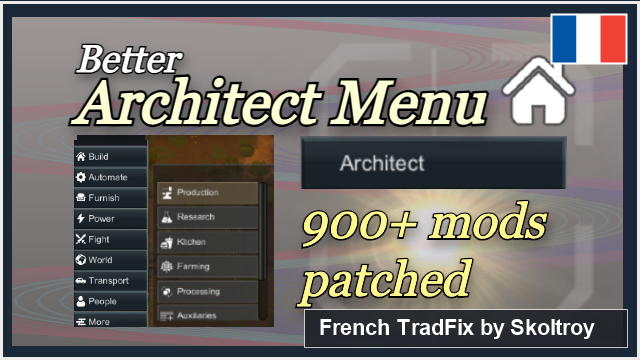 Better
Architect Menu
Architect
Build
Automate
Furnish
Power
Fight
World
Transport
People
More
Production
Research
Kitchen
Farming
Processing
Auxiliaries
900+ mods
patched
French TradFix by Skoltroy